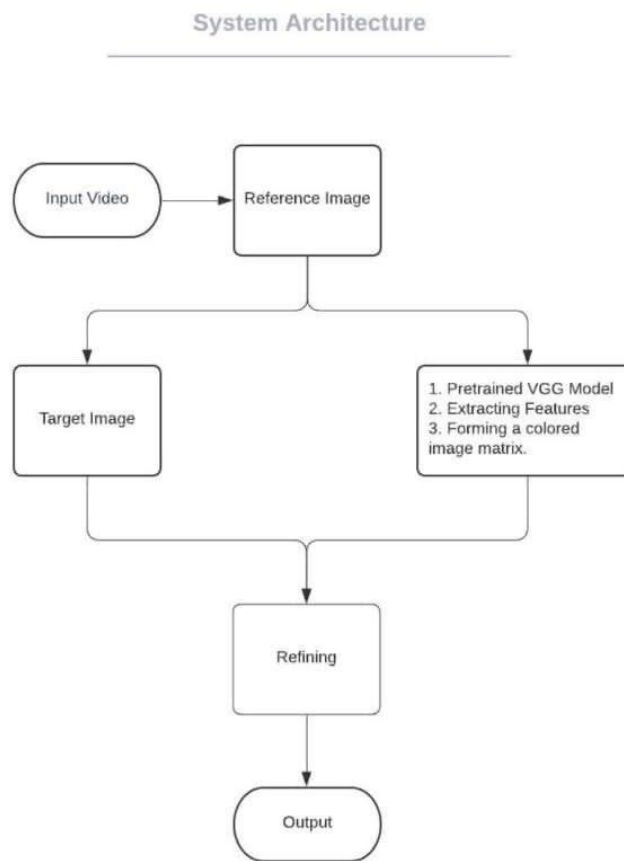 System Architecture
Input Video
Reference Image
Target Image
1. Pretrained VGG Model
2. Extracting Features
3. Forming a colored
image matrix.
Refining
Output